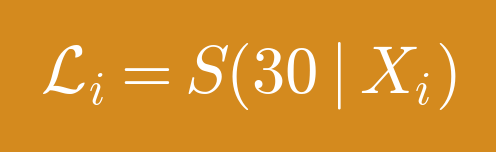 ℒᵢ = S(30 | Xᵢ)